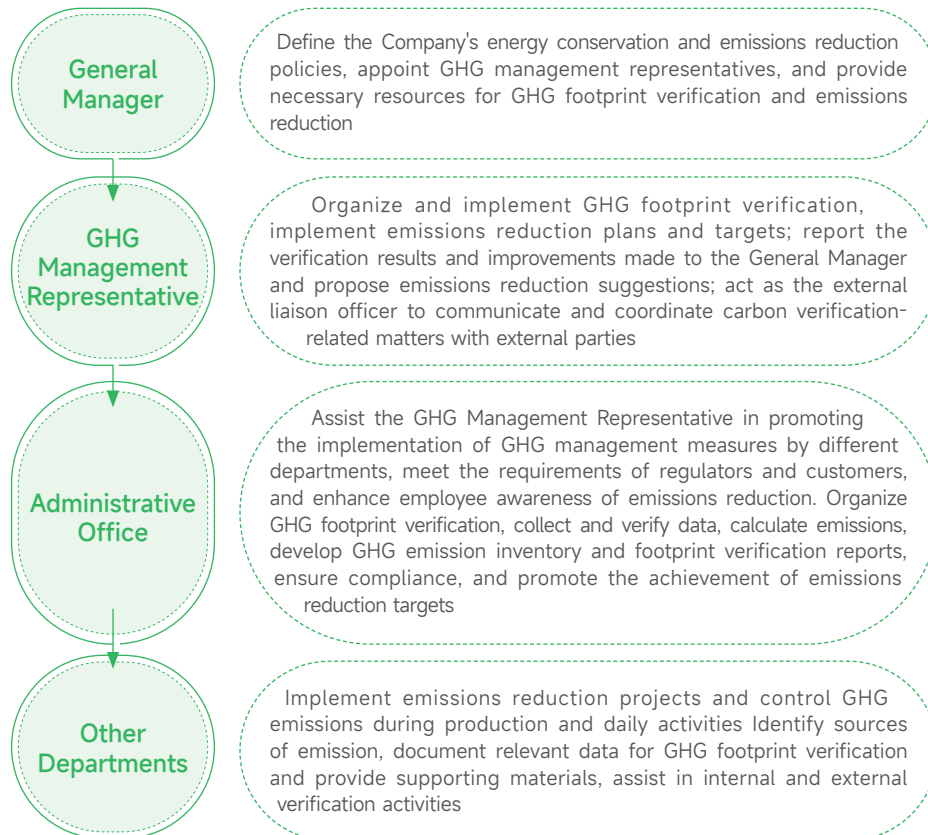 General
Manager
Define the Company's energy conservation and emissions reduction
policies, appoint GHG management representatives, and provide
necessary resources for GHG footprint verification and emissions
reduction
GHG
Management
Representative
Organize and implement GHG footprint verification,
implement emissions reduction plans and targets; report the
verification results and improvements made to the General Manager
and propose emissions reduction suggestions; act as the external
liaison officer to communicate and coordinate carbon verification-
related matters with external parties
Administrative
Office
Assist the GHG Management Representative in promoting
the implementation of GHG management measures by different
departments, meet the requirements of regulators and customers,
and enhance employee awareness of emissions reduction. Organize
GHG footprint verification, collect and verify data, calculate emissions,
develop GHG emission inventory and footprint verification reports,
ensure compliance, and promote the achievement of emissions
reduction targets
Other
Departments
Implement emissions reduction projects and control GHG
emissions during production and daily activities Identify sources
of emission, document relevant data for GHG footprint verification
and provide supporting materials, assist in internal and external
verification activities